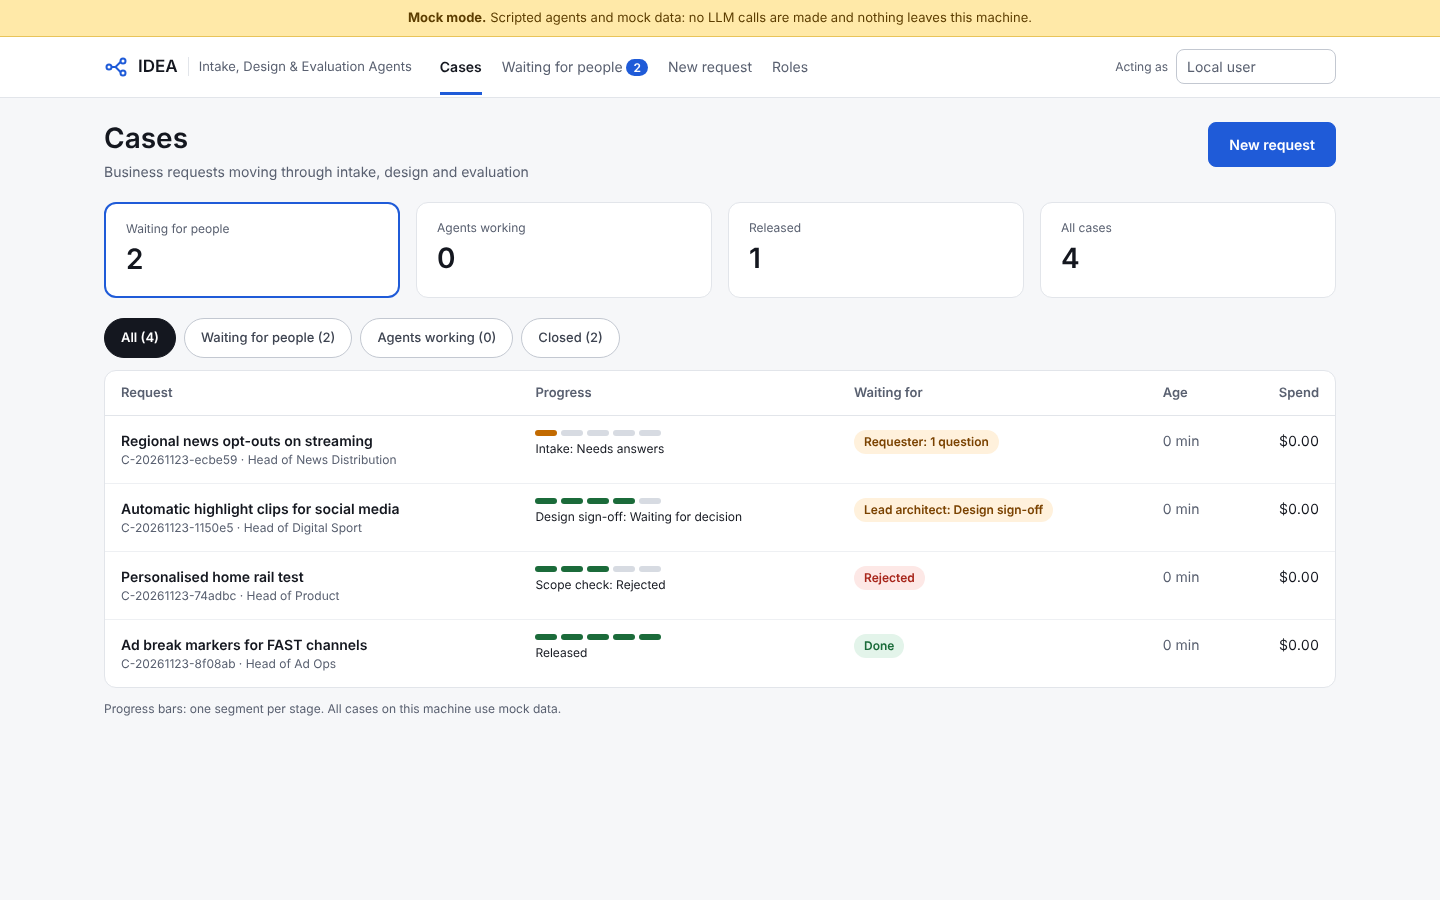 Mock mode. Scripted agents and mock data: no LLM calls are made and nothing leaves this machine.
IDEA Intake, Design & Evaluation Agents Cases Waiting for people 2 New request Roles Acting as Local user
Cases
New request
Business requests moving through intake, design and evaluation
Waiting for people Agents working Released All cases
2 0 1 4
All (4) Waiting for people (2) Agents working (0) Closed (2)
Request Progress Waiting for Age Spend
Regional news opt-outs on streaming Requester: 1 question 0 min $0.00
C-20261123-ecbe59 · Head of News Distribution Intake: Needs answers
Automatic highlight clips for social media Lead architect: Design sign-off 0 min $0.00
C-20261123-1150e5 · Head of Digital Sport Design sign-off: Waiting for decision
Personalised home rail test Rejected 0 min $0.00
C-20261123-74adbc · Head of Product Scope check: Rejected
Ad break markers for FAST channels Done 0 min $0.00
C-20261123-8f08ab · Head of Ad Ops Released
Progress bars: one segment per stage. All cases on this machine use mock data.